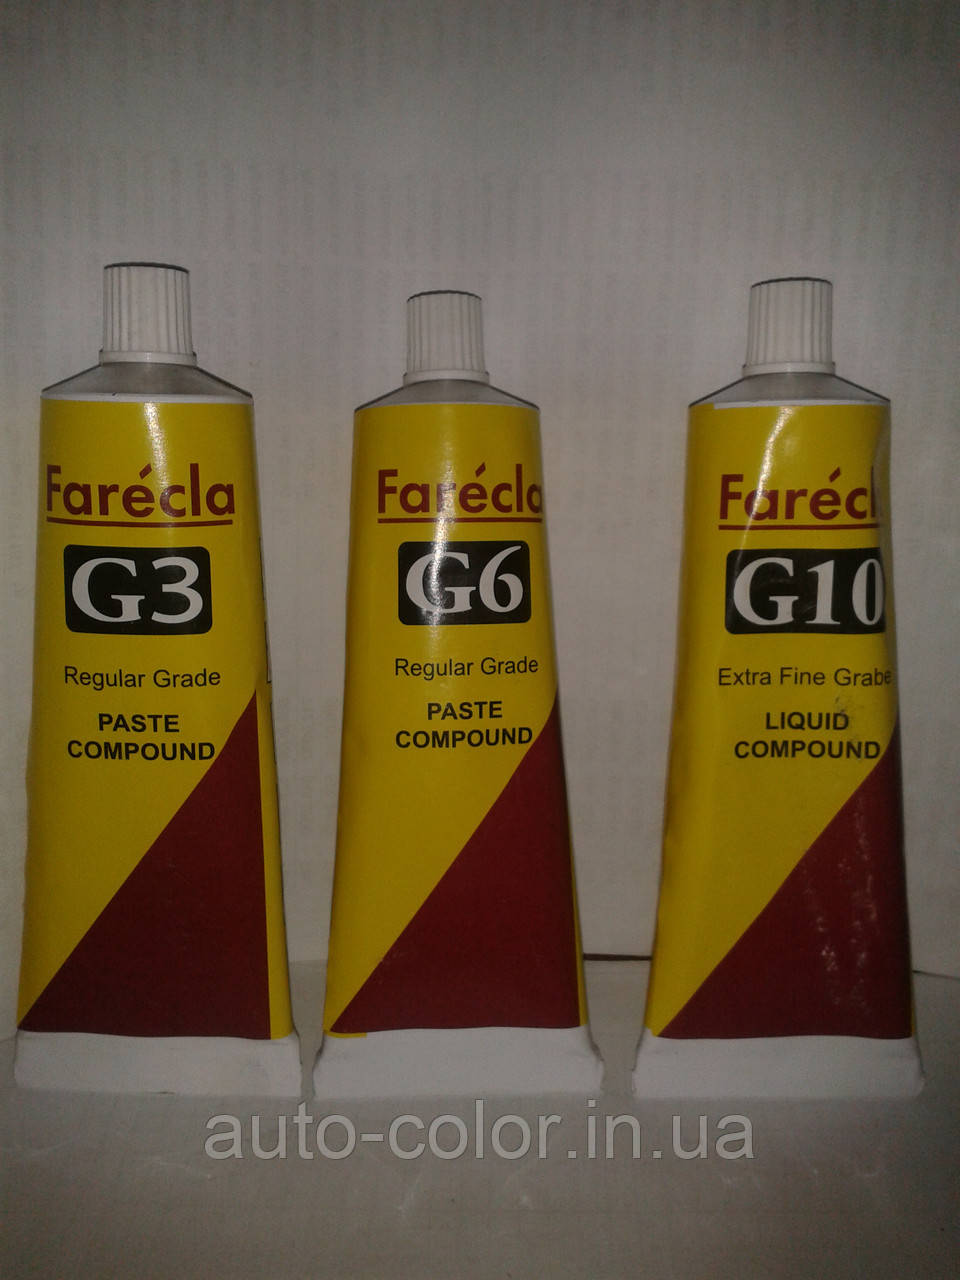 Farécla
G3
Regular Grade
PASTE
COMPOUND
Farécla
G6
Regular Grade
PASTE
COMPOUND
Farécl
G10
Extra Fine Grabe
LIQUID
COMPOUND
auto-color.in.ua